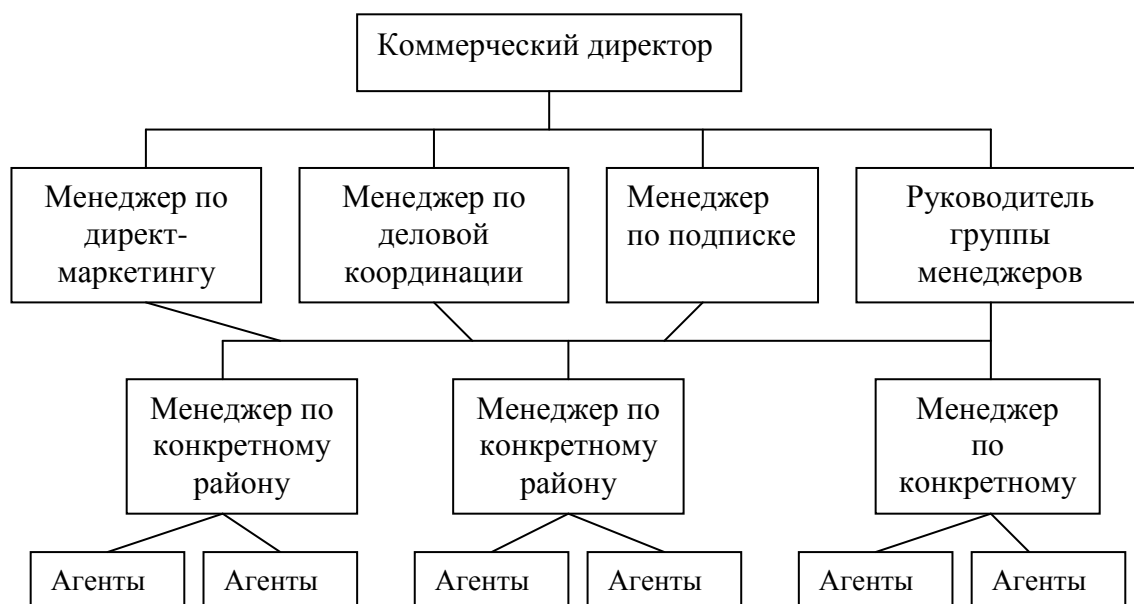 Коммерческий директор
Менеджер по
директ-
маркетингу
Менеджер по
деловой
координации
Менеджер
по подписке
Руководитель
группы
менеджеров
Менеджер по
конкретному
району
Менеджер по
конкретному
району
Менеджер
по
конкретному
Агенты
Агенты
Агенты
Агенты
Агенты
Агенты